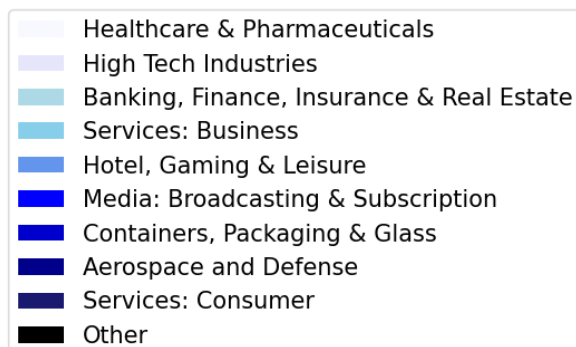 Healthcare & Pharmaceuticals
High Tech Industries
Banking, Finance, Insurance & Real Estate
Services: Business
Hotel, Gaming & Leisure
Media: Broadcasting & Subscription
Containers, Packaging & Glass
Aerospace and Defense
Services: Consumer
Other